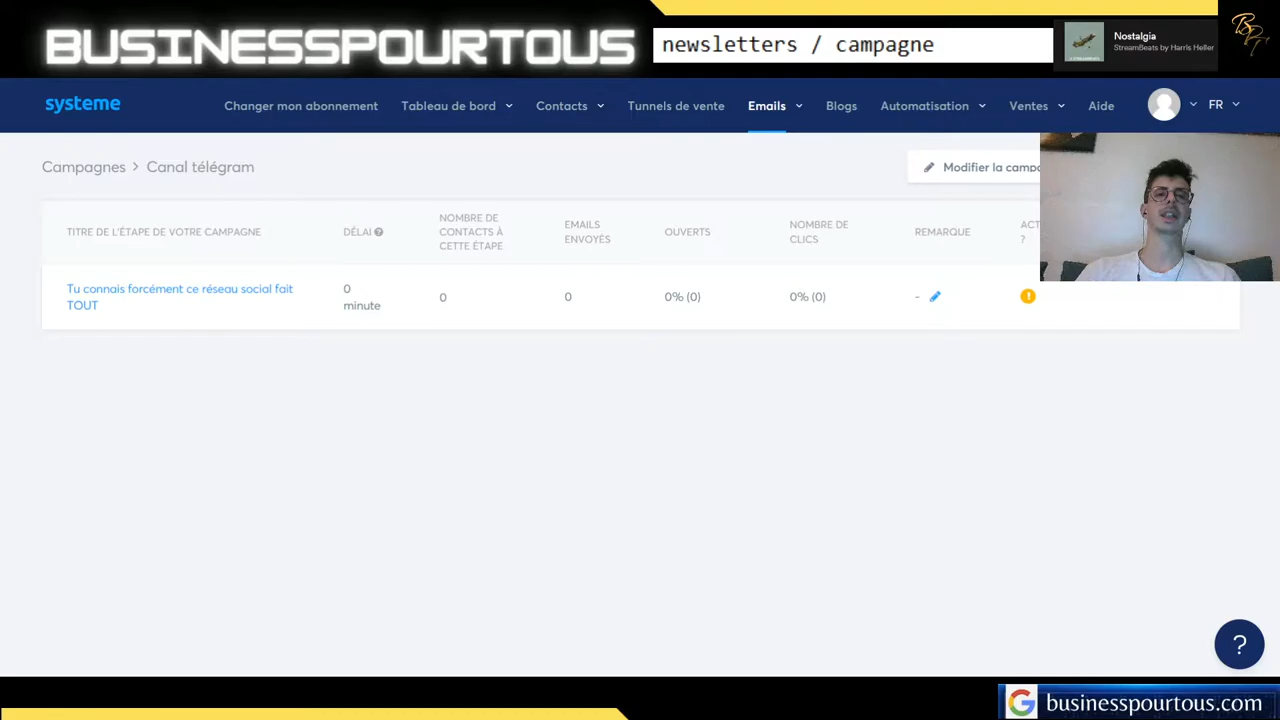 BUSINESSPOURTOUS
newsletters / campagne
Nostalgia
StreamBeats by Harris Heller
systeme
Changer mon abonnement
Tableau de bord
Contacts
Tunnels de vente
Emails
Blogs
Automatisation
Ventes
Aide
FR
Campagnes > Canal télégram
Modifier la campa
TITRE DE L'ÉTAPE DE VOTRE CAMPAGNE
DÉLAI ?
NOMBRE DE
CONTACTS À
CETTE ÉTAPE
EMAILS
ENVOYÉS
OUVERTS
NOMBRE DE
CLICS
REMARQUE
ACT
?
Tu connais forcément ce réseau social fait
TOUT
0
minute
0
0
0% (0)
0% (0)
-
!
?
G
businesspourtous.com